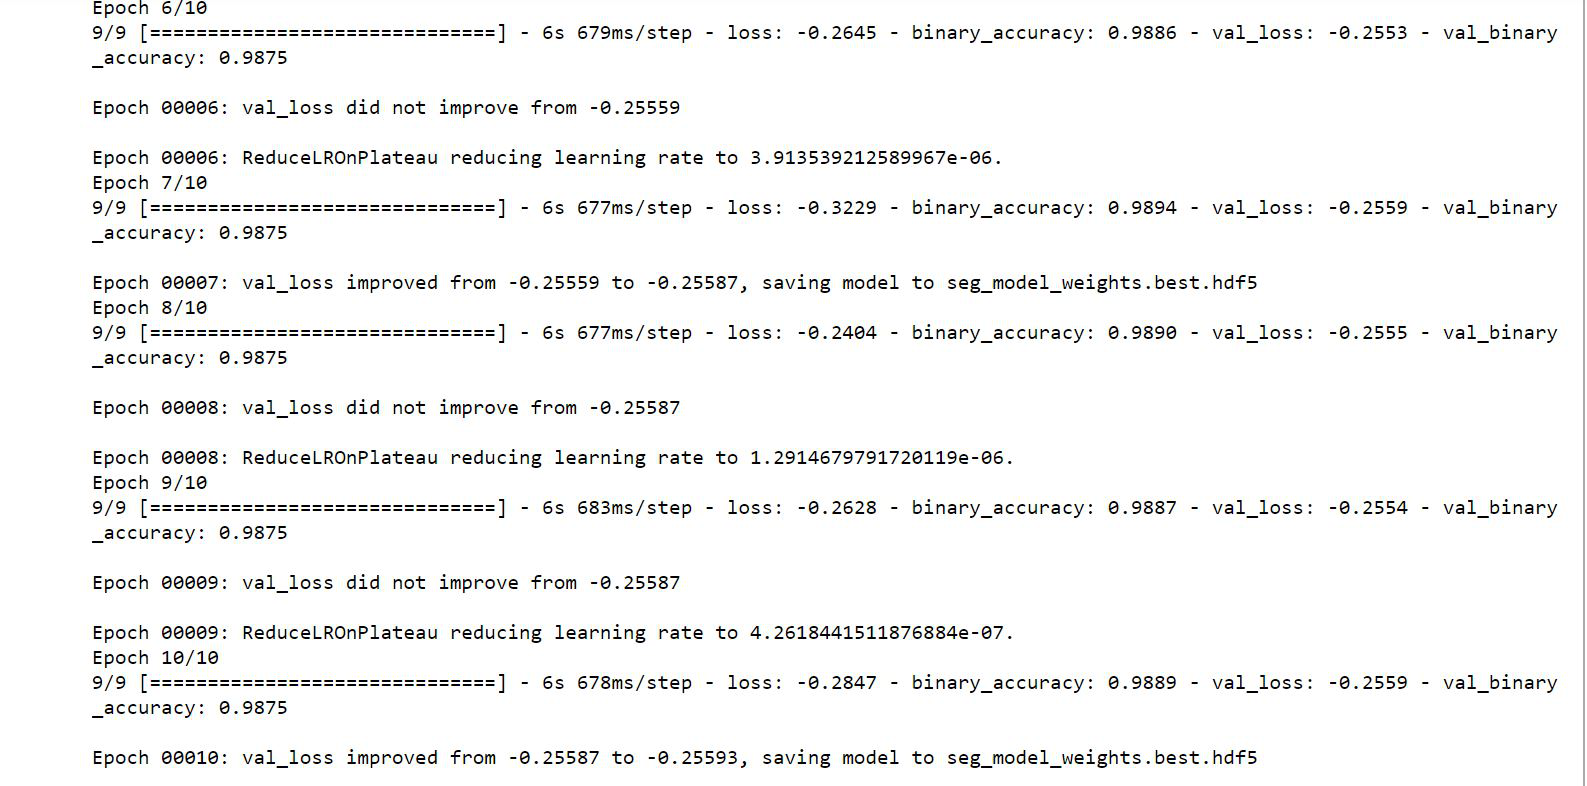 Epoch 6/10
9/9 [==============================] - 6s 679ms/step - loss: -0.2645 - binary_accuracy: 0.9886 - val_loss: -0.2553 - val_binary
_accuracy: 0.9875
Epoch 00006: val_loss did not improve from -0.25559
Epoch 00006: ReduceLROnPlateau reducing learning rate to 3.913539212589967e-06.
Epoch 7/10
9/9 [==============================] - 6s 677ms/step - loss: -0.3229 - binary_accuracy: 0.9894 - val_loss: -0.2559 - val_binary
_accuracy: 0.9875
Epoch 00007: val_loss improved from -0.25559 to -0.25587, saving model to seg_model_weights.best.hdf5
Epoch 8/10
9/9 [==============================] - 6s 677ms/step - loss: -0.2404 - binary_accuracy: 0.9890 - val_loss: -0.2555 - val_binary
_accuracy: 0.9875
Epoch 00008: val_loss did not improve from -0.25587
Epoch 00008: ReduceLROnPlateau reducing learning rate to 1.2914679791720119e-06.
Epoch 9/10
9/9 [==============================] - 6s 683ms/step - loss: -0.2628 - binary_accuracy: 0.9887 - val_loss: -0.2554 - val_binary
_accuracy: 0.9875
Epoch 00009: val_loss did not improve from -0.25587
Epoch 00009: ReduceLROnPlateau reducing learning rate to 4.2618441511876884e-07.
Epoch 10/10
9/9 [==============================] - 6s 678ms/step - loss: -0.2847 - binary_accuracy: 0.9889 - val_loss: -0.2559 - val_binary
_accuracy: 0.9875
Epoch 00010: val_loss improved from -0.25587 to -0.25593, saving model to seg_model_weights.best.hdf5